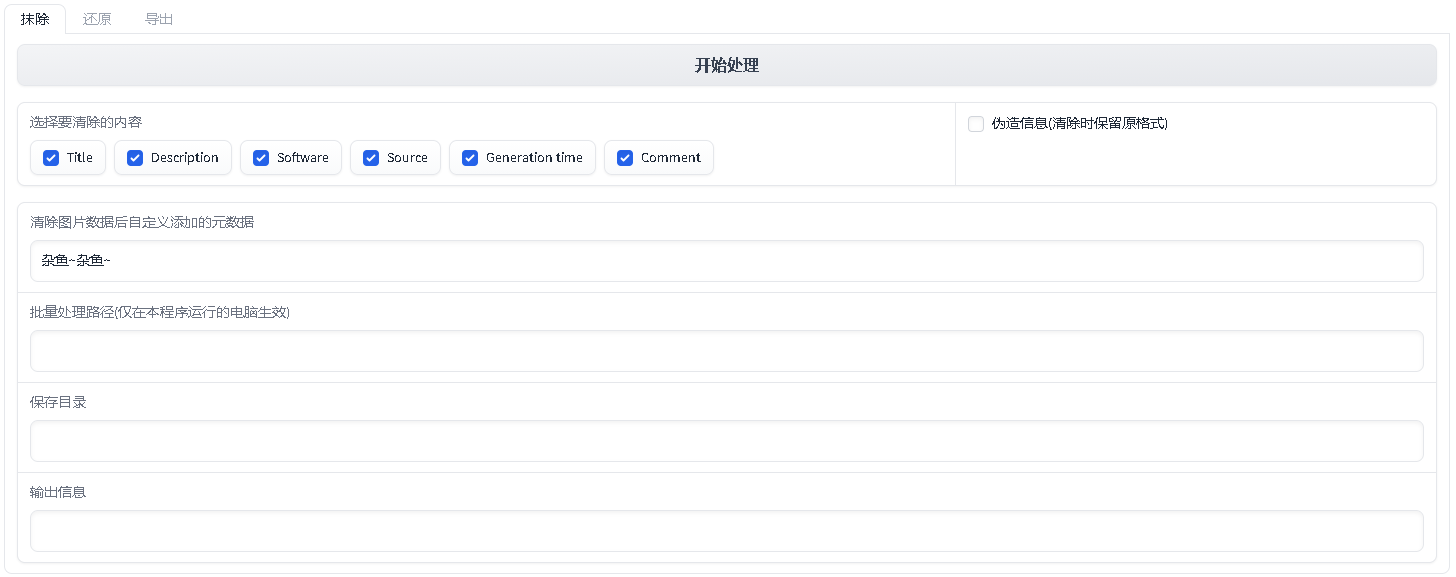 抹除 还原 导出
开始处理
选择要清除的内容
Title Description Software Source Generation time Comment
伪造信息(清除时保留原格式)
清除图片数据后自定义添加的元数据
杂鱼~杂鱼~
批量处理路径(仅在本程序运行的电脑生效)
保存目录
输出信息